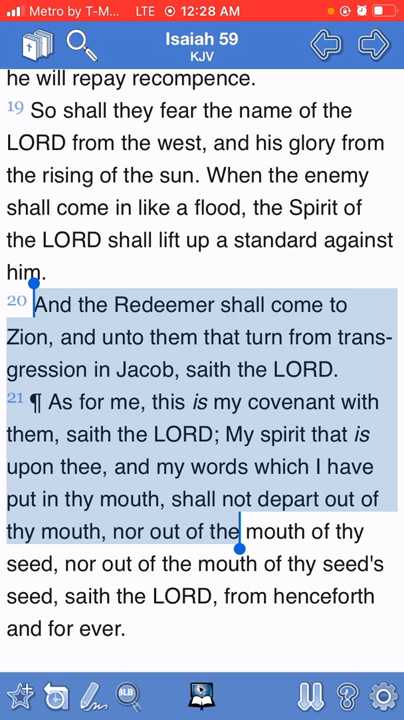 Metro by T-M... LTE 12:28 AM
Isaiah 59
KJV
he will repay recompence.
19 So shall they fear the name of the
LORD from the west, and his glory from
the rising of the sun. When the enemy
shall come in like a flood, the Spirit of
the LORD shall lift up a standard against
him.
20 And the Redeemer shall come to
Zion, and unto them that turn from trans-
gression in Jacob, saith the LORD.
21 ¶ As for me, this is my covenant with
them, saith the LORD; My spirit that is
upon thee, and my words which I have
put in thy mouth, shall not depart out of
thy mouth, nor out of the mouth of thy
seed, nor out of the mouth of thy seed's
seed, saith the LORD, from henceforth
and for ever.
BLB